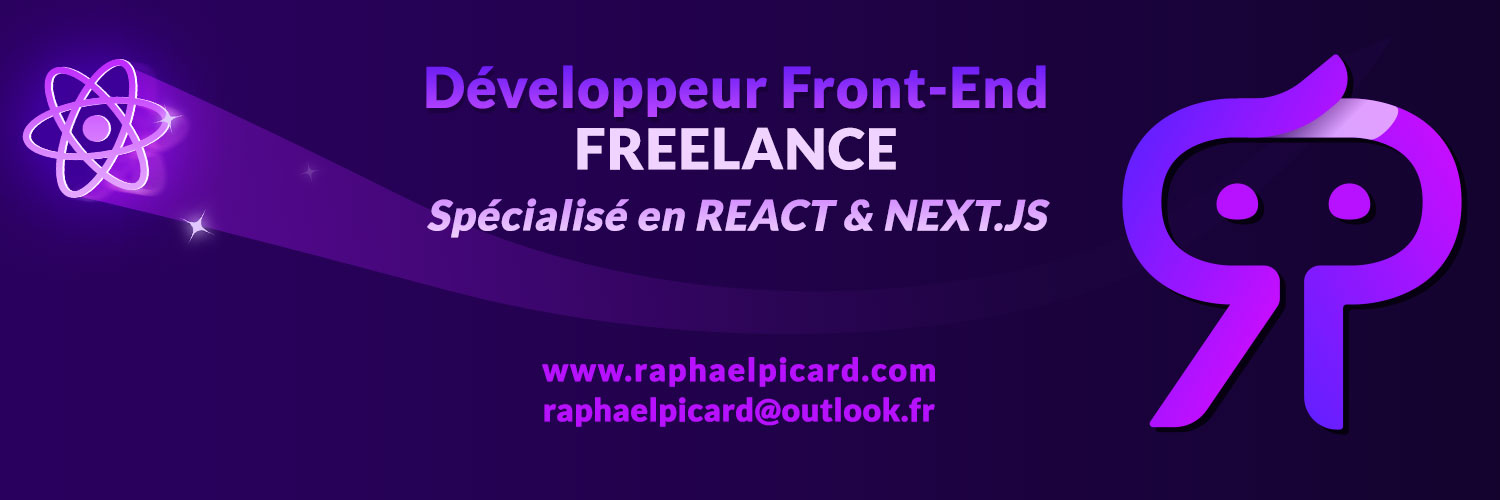 Développeur Front-End
FREELANCE
Spécialisé en REACT & NEXT.JS
www.raphaelpicard.com
raphaelpicard@outlook.fr